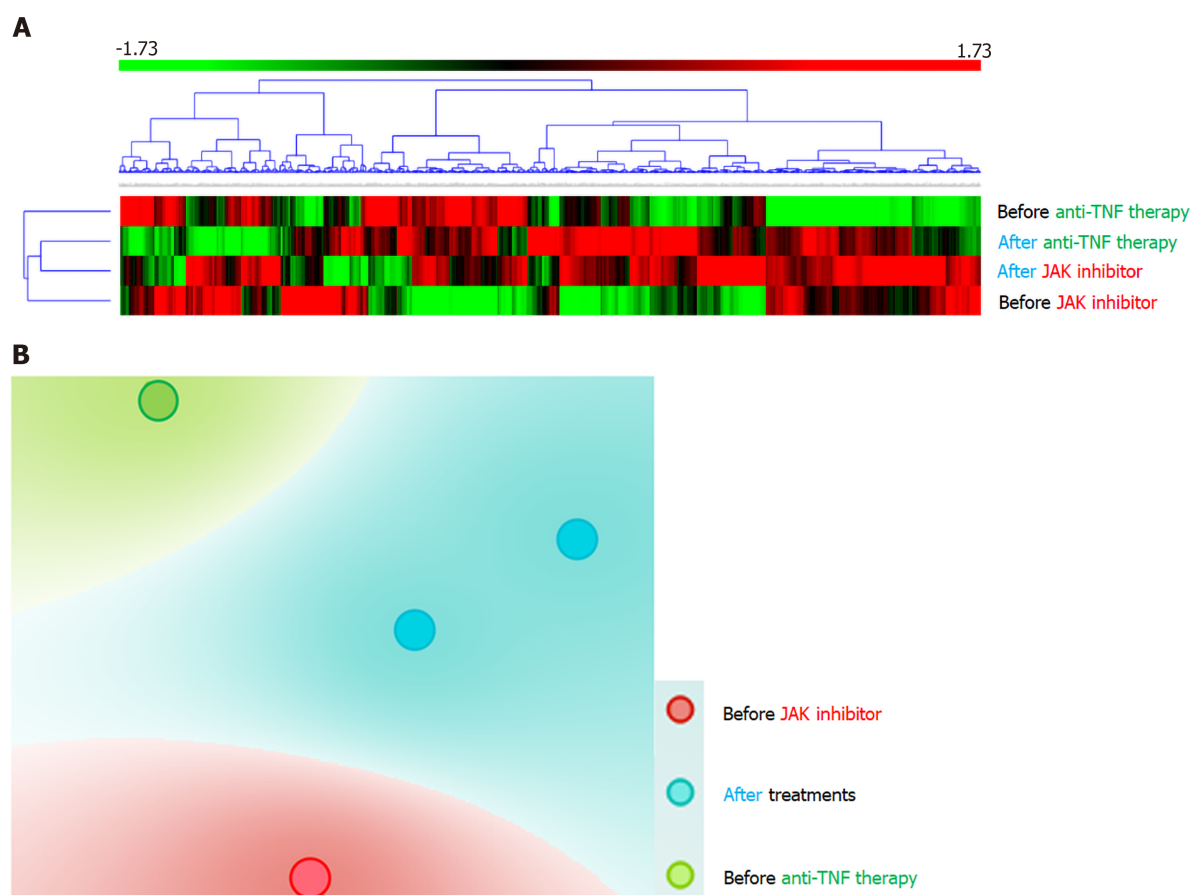 A
-1.73
1.73
Before anti-TNF therapy
After anti-TNF therapy
After JAK inhibitor
Before JAK inhibitor
B
Before JAK inhibitor
After treatments
Before anti-TNF therapy